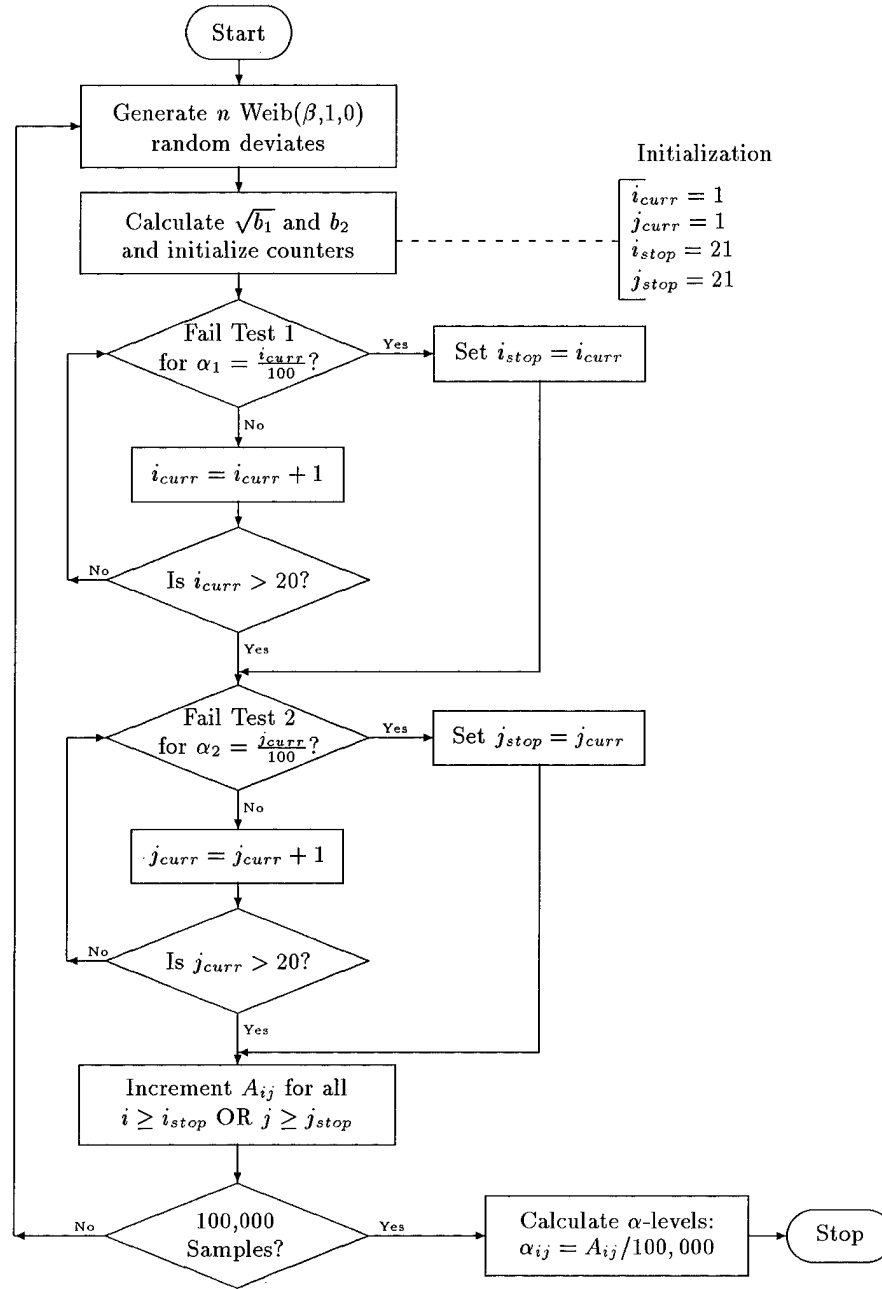 Start
Generate n Weib(β,1,0)
random deviates
Initialization
Calculate √b₁ and b₂
and initialize counters
i_curr = 1
j_curr = 1
i_stop = 21
j_stop = 21
Fail Test 1
for α₁ = i_curr/100?
Yes
Set i_stop = i_curr
No
i_curr = i_curr + 1
No
Is i_curr > 20?
Yes
Fail Test 2
for α₂ = j_curr/100?
Yes
Set j_stop = j_curr
No
j_curr = j_curr + 1
No
Is j_curr > 20?
Yes
Increment A_ij for all
i ≥ i_stop OR j ≥ j_stop
No
100,000
Samples?
Yes
Calculate α-levels:
α_ij = A_ij/100,000
Stop